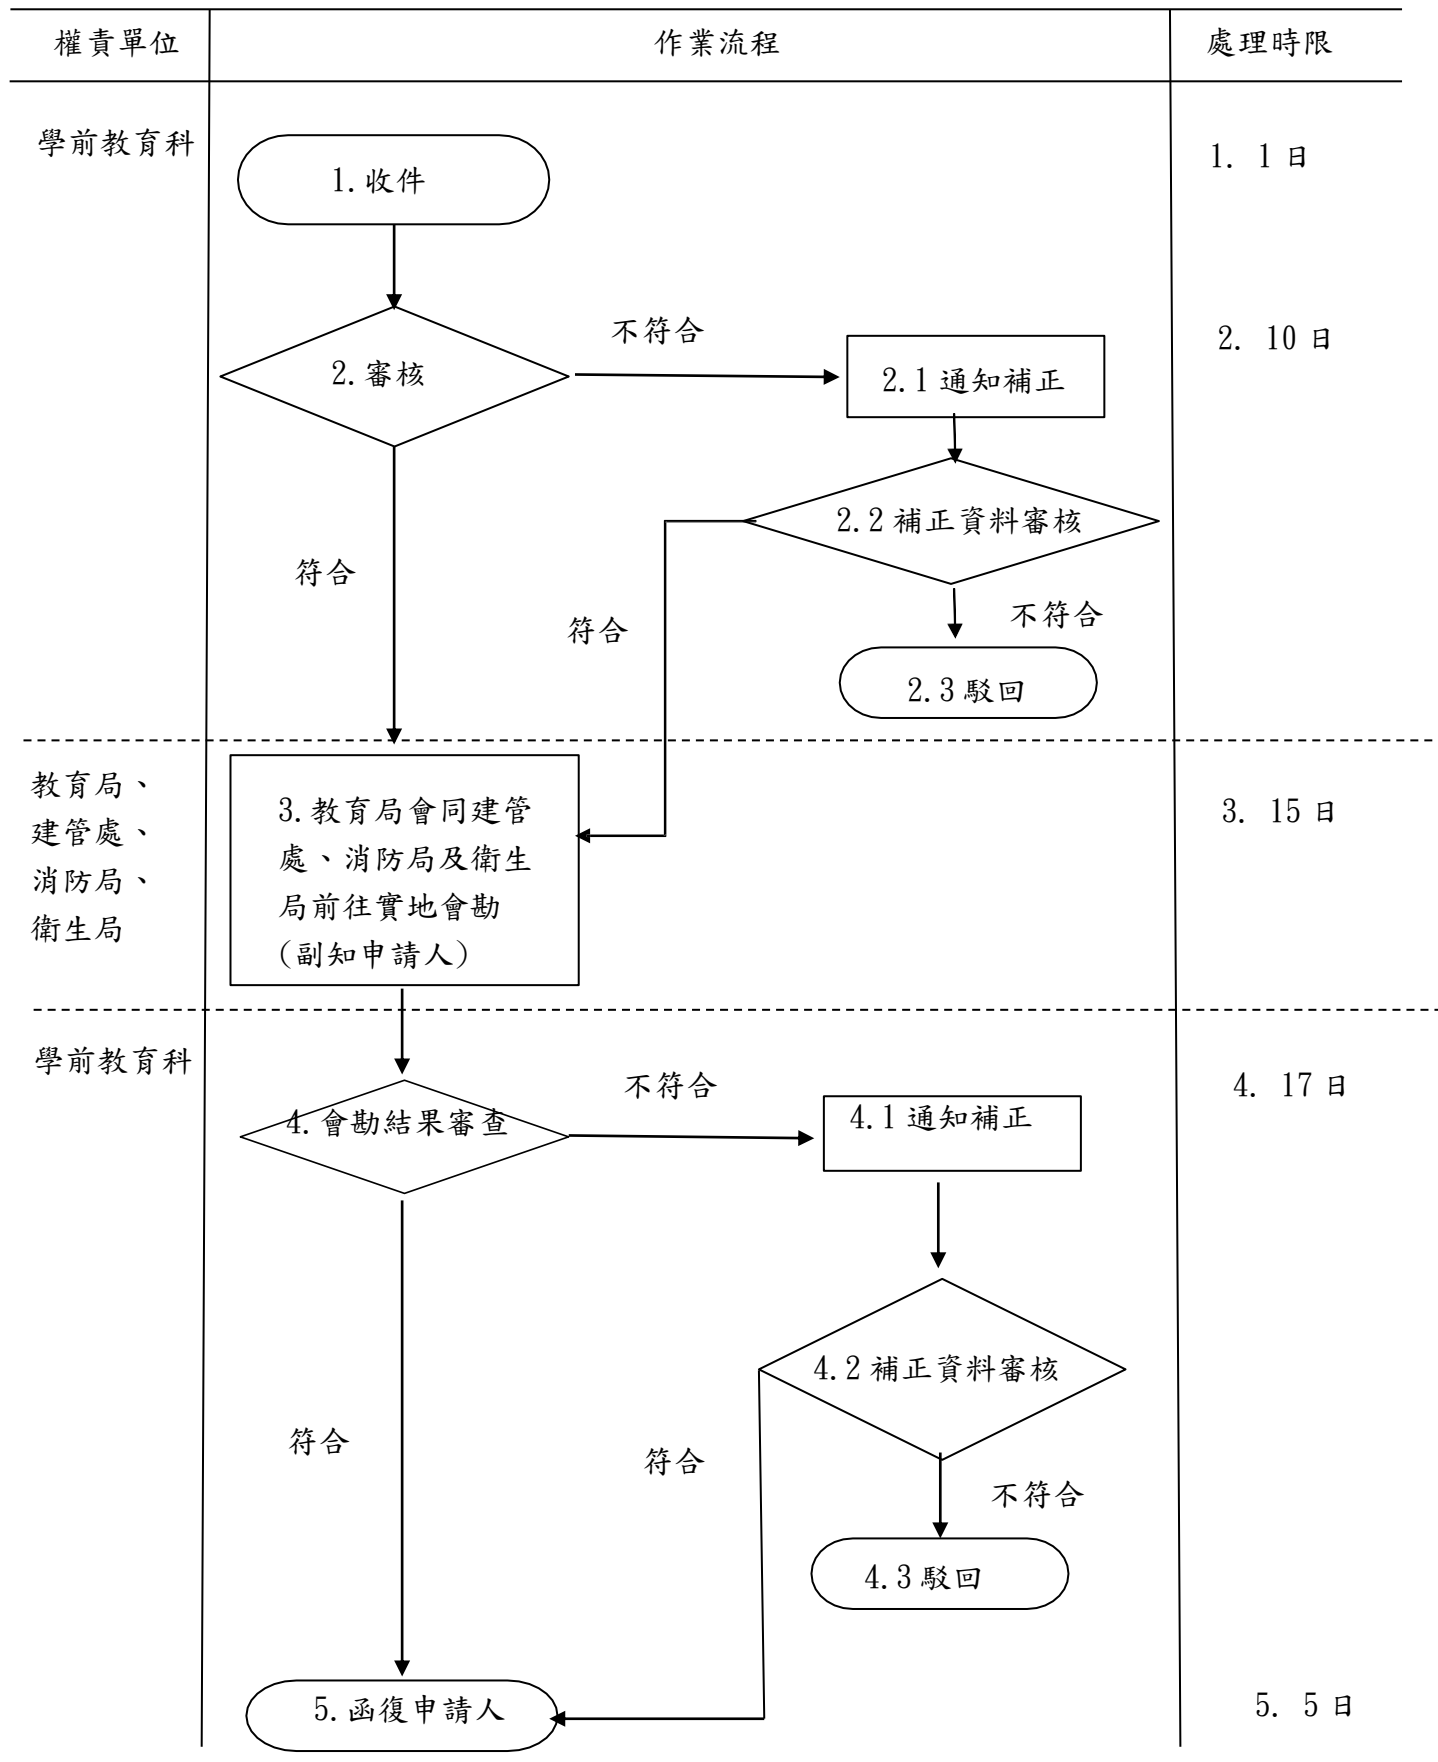 權責單位
作業流程
處理時限
學前教育科
1. 1日
1.收件
不符合
2. 10日
2.審核
2.1通知補正
2.2補正資料審核
符合
不符合
符合
2.3駁回
教育局、
建管處、
消防局、
衛生局
3.教育局會同建管
處、消防局及衛生
局前往實地會勘
(副知申請人)
3. 15日
學前教育科
不符合
4. 17日
4.會勘結果審查
4.1通知補正
4.2補正資料審核
符合
符合
不符合
4.3駁回
5.函復申請人
5. 5日